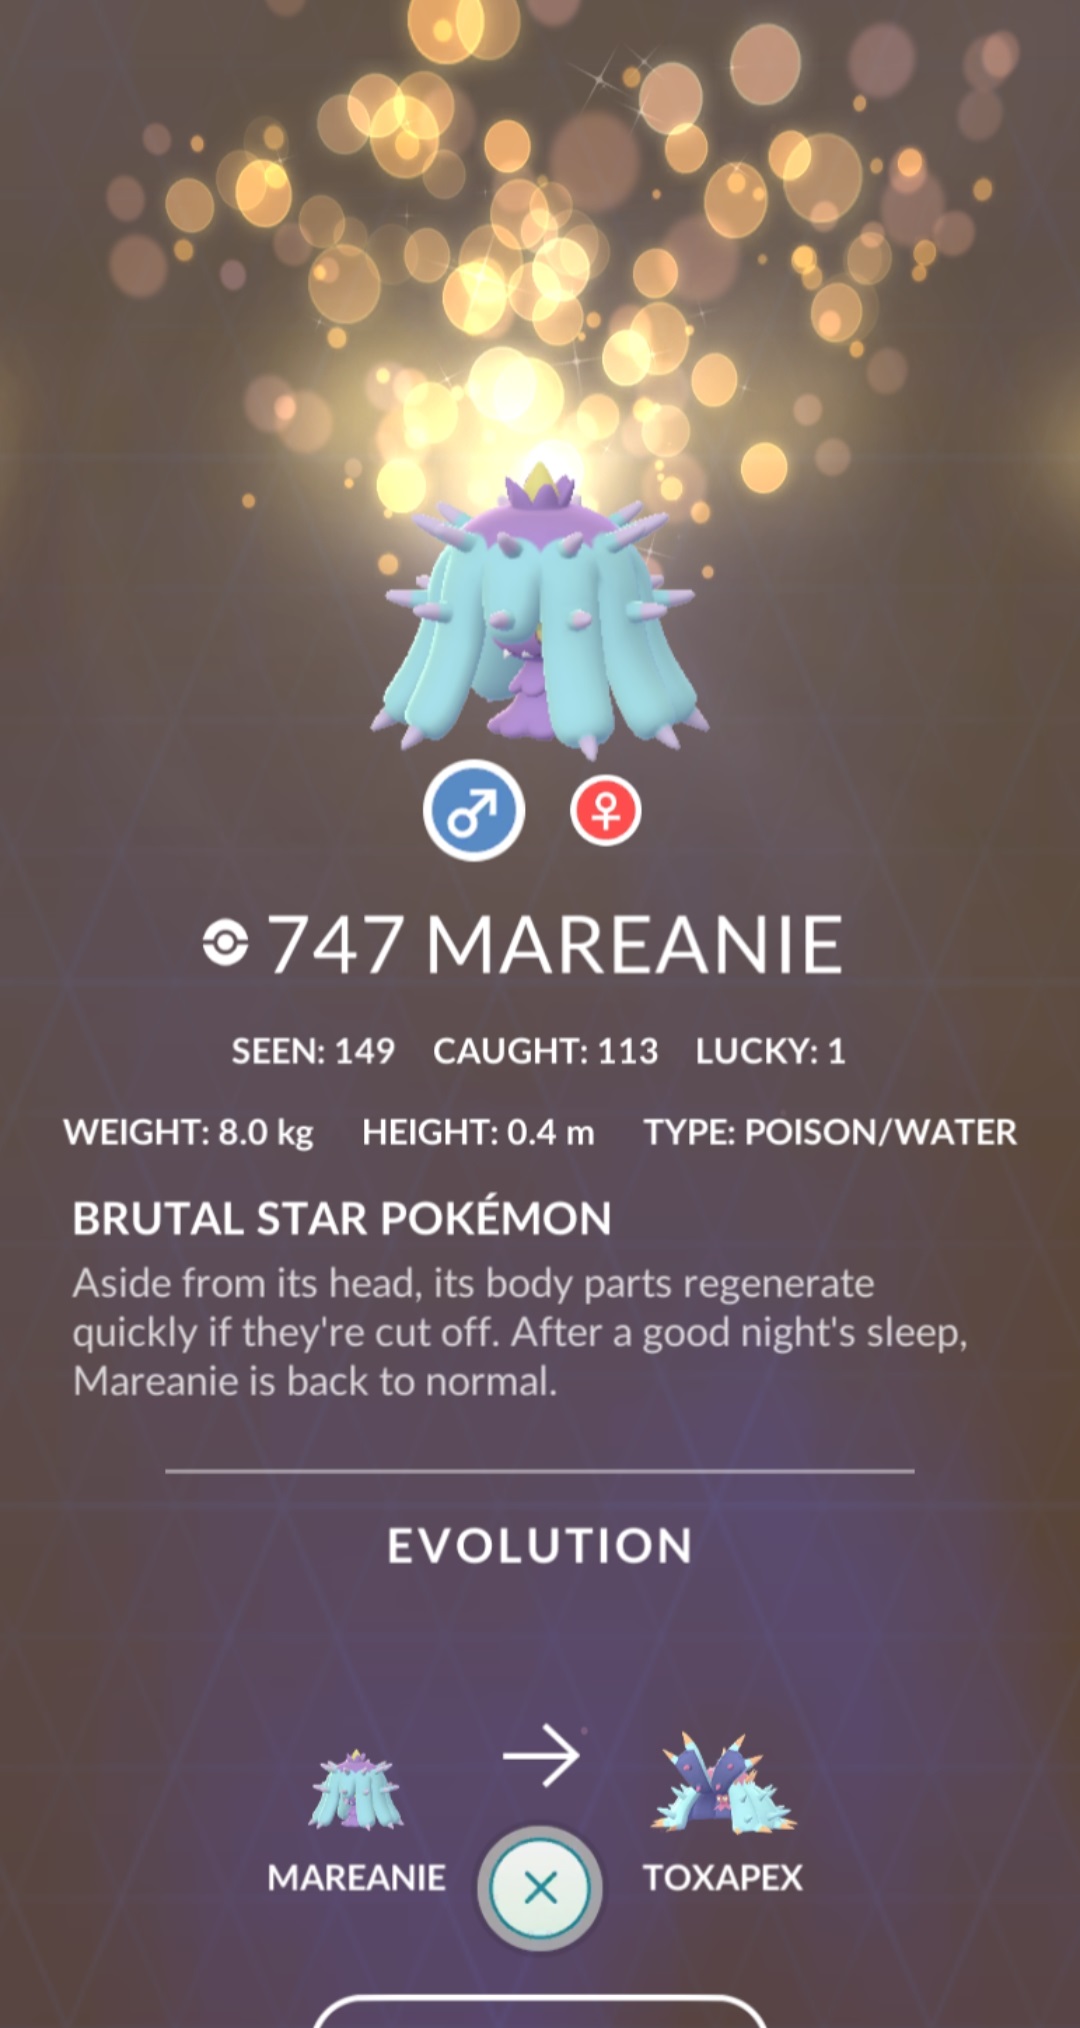 747 MAREANIE
SEEN: 149 CAUGHT: 113 LUCKY: 1
WEIGHT: 8.0 kg HEIGHT: 0.4 m TYPE: POISON/WATER
BRUTAL STAR POKÉMON
Aside from its head, its body parts regenerate
quickly if they're cut off. After a good night's sleep,
Mareanie is back to normal.
EVOLUTION
MAREANIE TOXAPEX